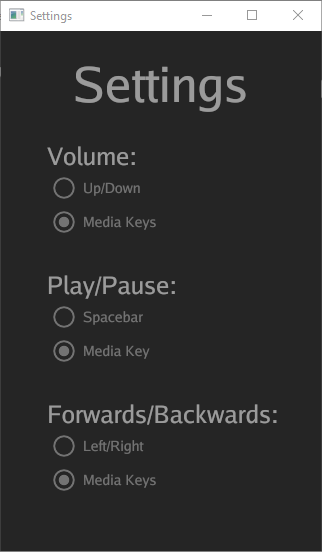 Settings
Settings
Volume:
Up/Down
Media Keys
Play/Pause:
Spacebar
Media Key
Forwards/Backwards:
Left/Right
Media Keys